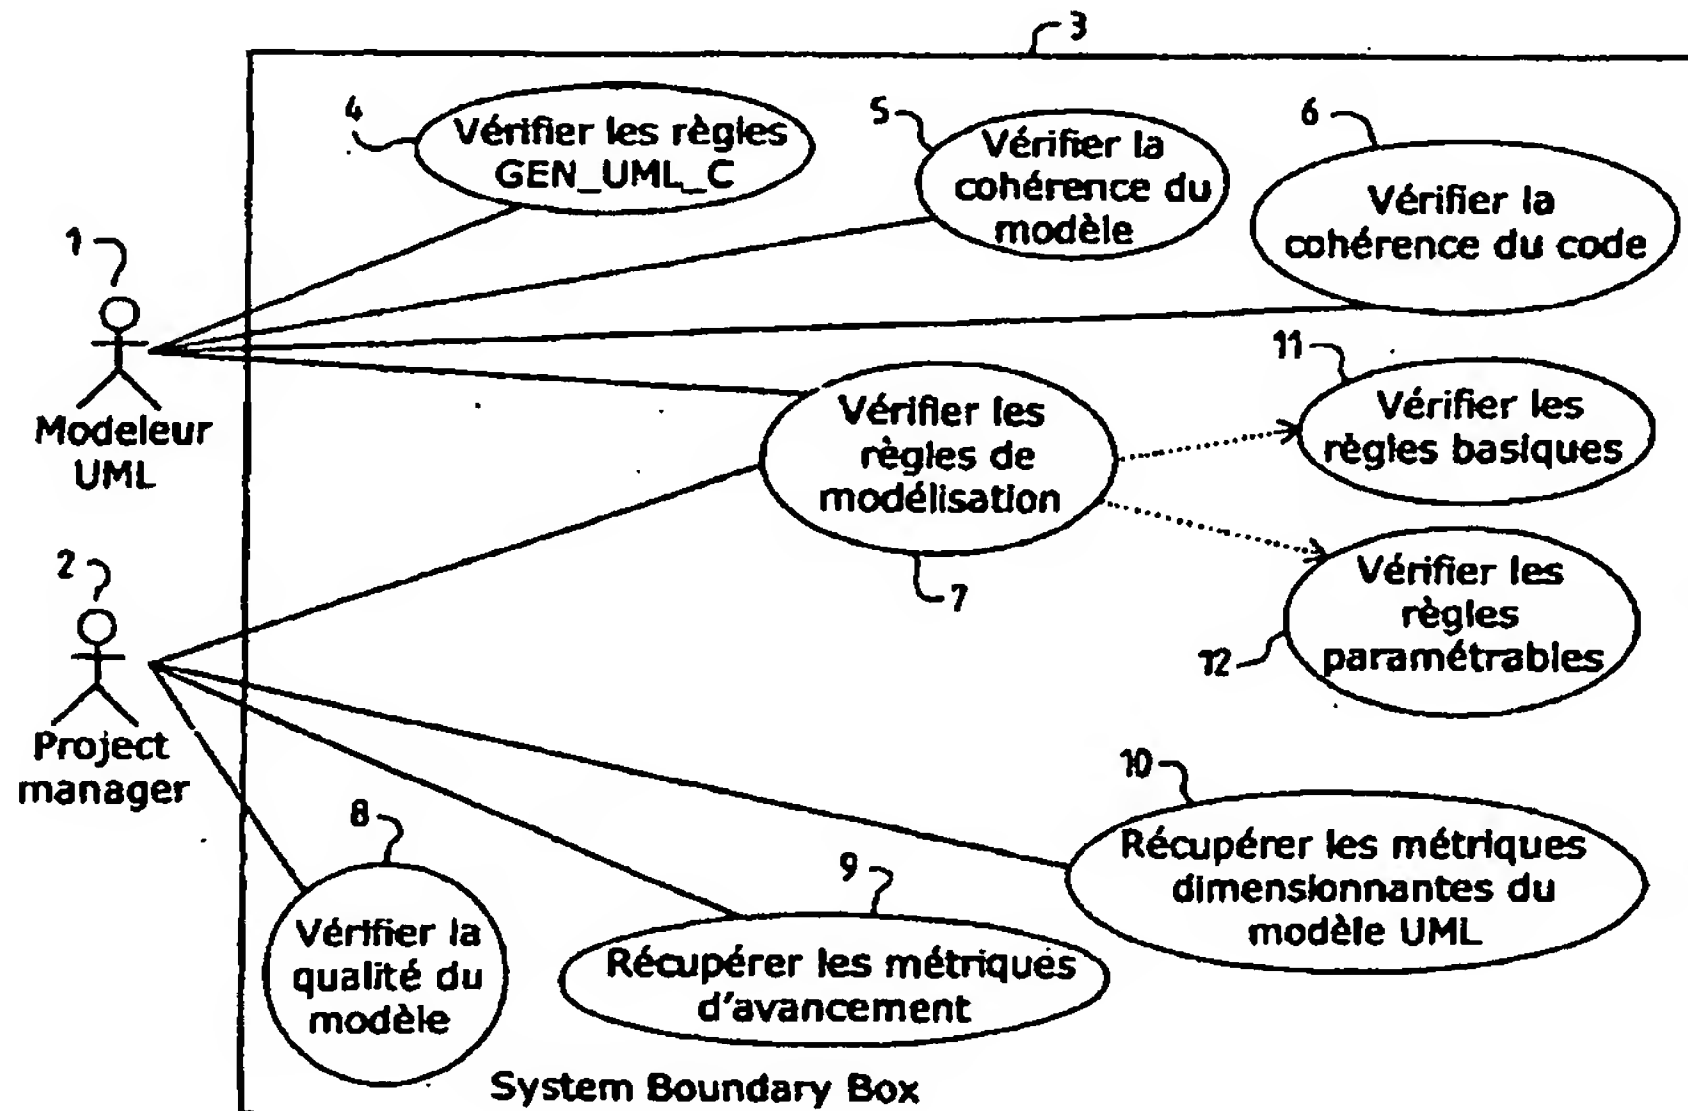 3
4
Vérifier les règles
GEN_UML_C
5
Vérifier la
cohérence du
modèle
6
Vérifier la
cohérence du code
1
Modeleur
UML
Vérifier les
règles de
modélisation
7
11
Vérifier les
règles basiques
12
Vérifier les
règles
paramétrables
2
Project
manager
8
Vérifier la
qualité du
modèle
9
Récupérer les métriques
d'avancement
10
Récupérer les métriques
dimensionnantes du
modèle UML
System Boundary Box